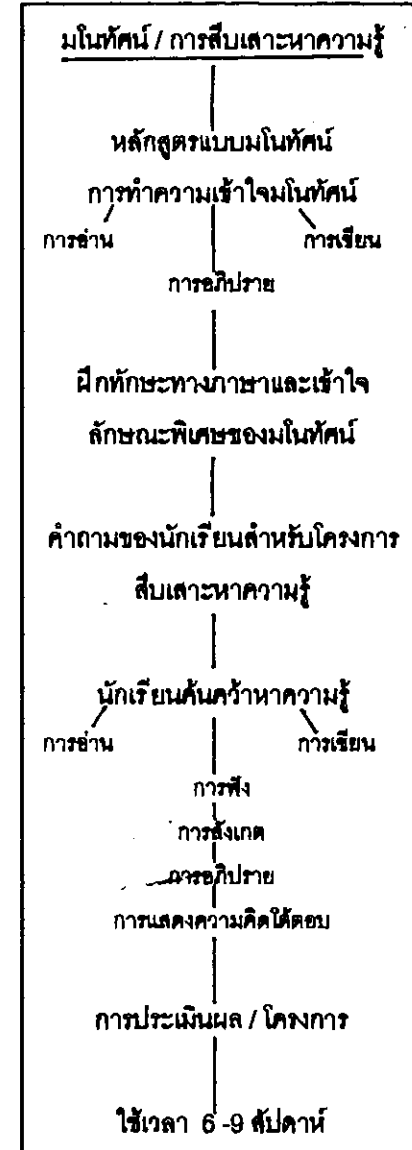 มโนทัศน์ / การสืบเสาะหาความรู้
หลักสูตรแบบมโนทัศน์
การทำความเข้าใจมโนทัศน์
การอ่าน การเขียน
การอภิปราย
ฝึกทักษะทางภาษาและเข้าใจ
ลักษณะพิเศษของมโนทัศน์
คำถามของนักเรียนสำหรับโครงการ
สืบเสาะหาความรู้
นักเรียนค้นคว้าหาความรู้
การอ่าน การเขียน
การฟัง
การสังเกต
การอภิปราย
การแสดงความคิดโต้ตอบ
การประเมินผล / โครงการ
ใช้เวลา 6 -9 สัปดาห์